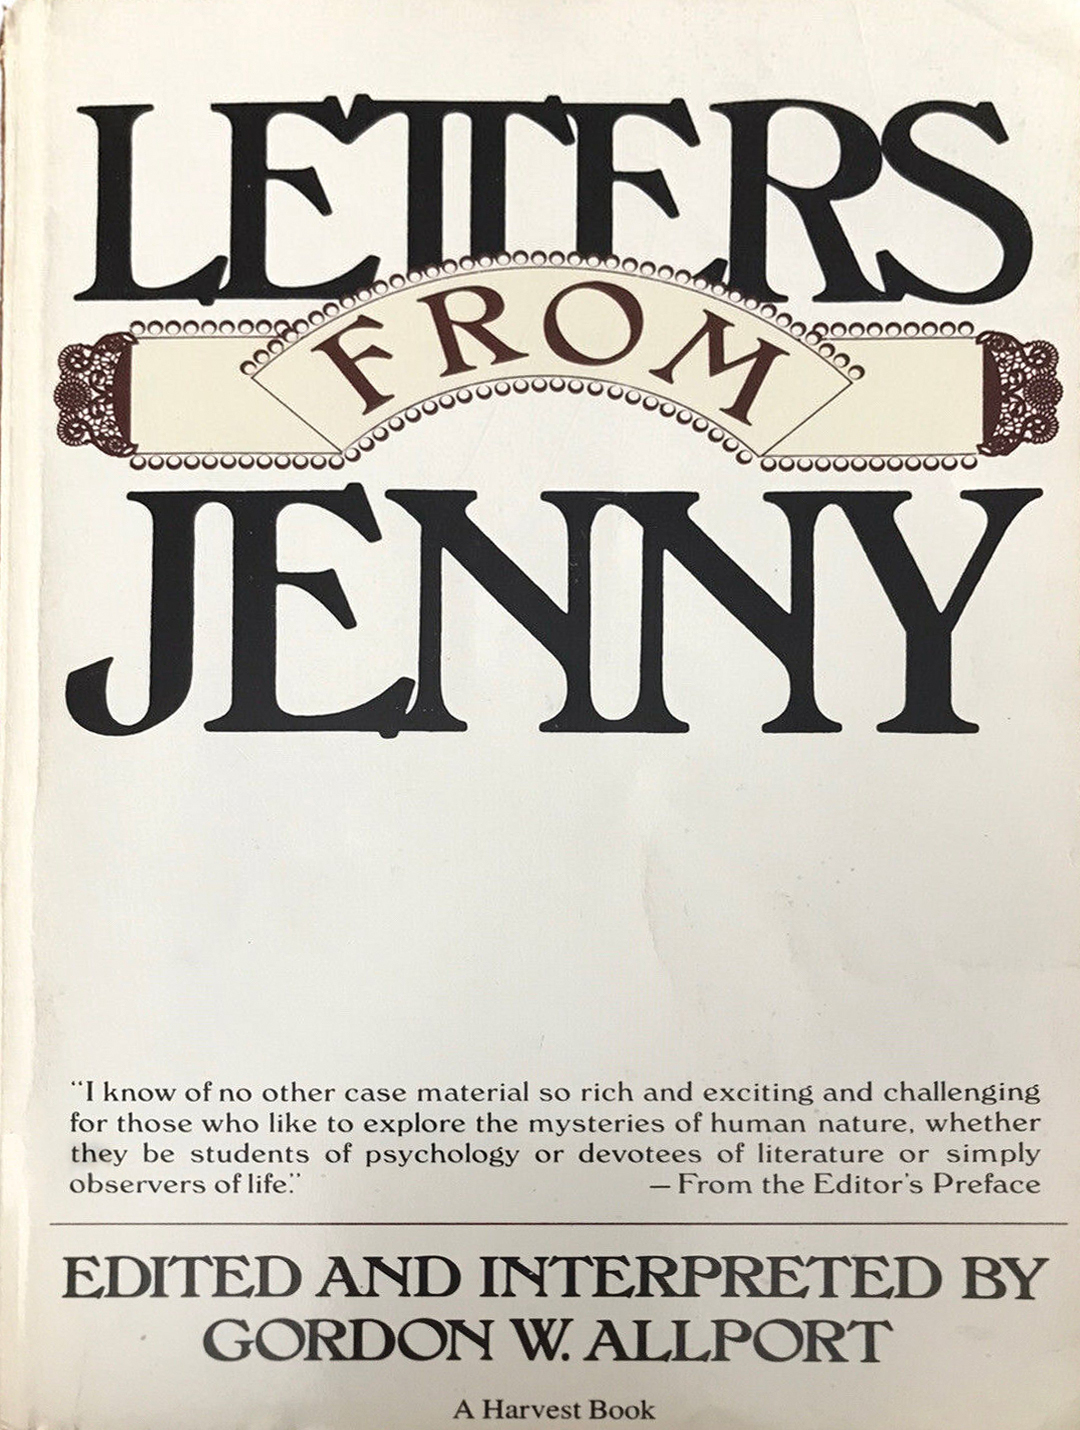 LETTERS
FROM
JENNY
“I know of no other case material so rich and exciting and challenging
for those who like to explore the mysteries of human nature, whether
they be students of psychology or devotees of literature or simply
observers of life.” — From the Editor's Preface
EDITED AND INTERPRETED BY
GORDON W. ALLPORT
A Harvest Book